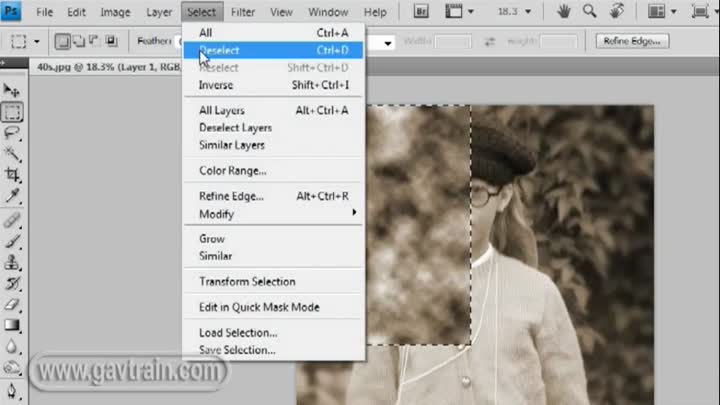 Ps File Edit Image Layer Select Filter View Window Help Br 18.3
Feather: Width: Height: Refine Edge...
40s.jpg @ 18.3% (Layer 1, RGB,
All Ctrl+A
Deselect Ctrl+D
Reselect Shift+Ctrl+D
Inverse Shift+Ctrl+I
All Layers Alt+Ctrl+A
Deselect Layers
Similar Layers
Color Range...
Refine Edge... Alt+Ctrl+R
Modify
Grow
Similar
Transform Selection
Edit in Quick Mask Mode
Load Selection...
Save Selection...
www.gavtrain.com